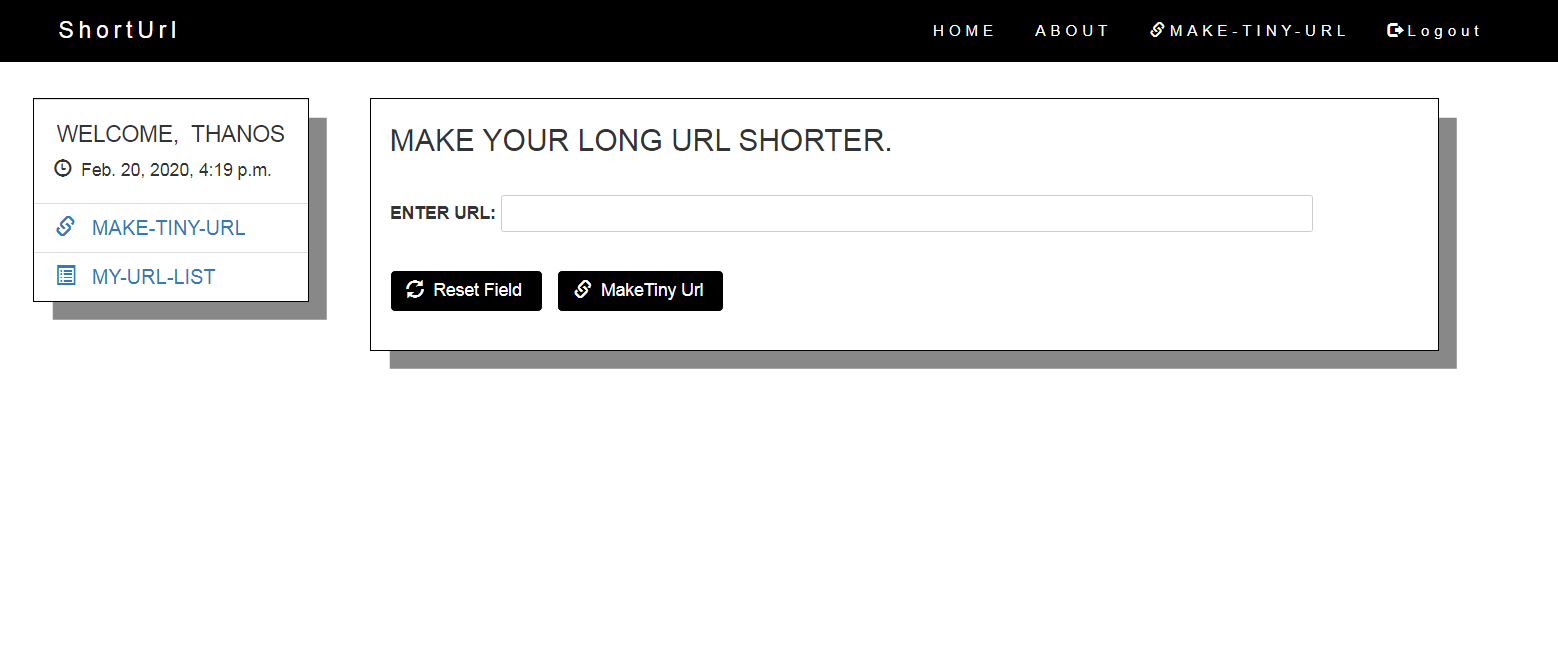 ShortUrl
HOME ABOUT MAKE-TINY-URL Logout
WELCOME, THANOS
Feb. 20, 2020, 4:19 p.m.
MAKE-TINY-URL
MY-URL-LIST
MAKE YOUR LONG URL SHORTER.
ENTER URL:
Reset Field MakeTiny Url